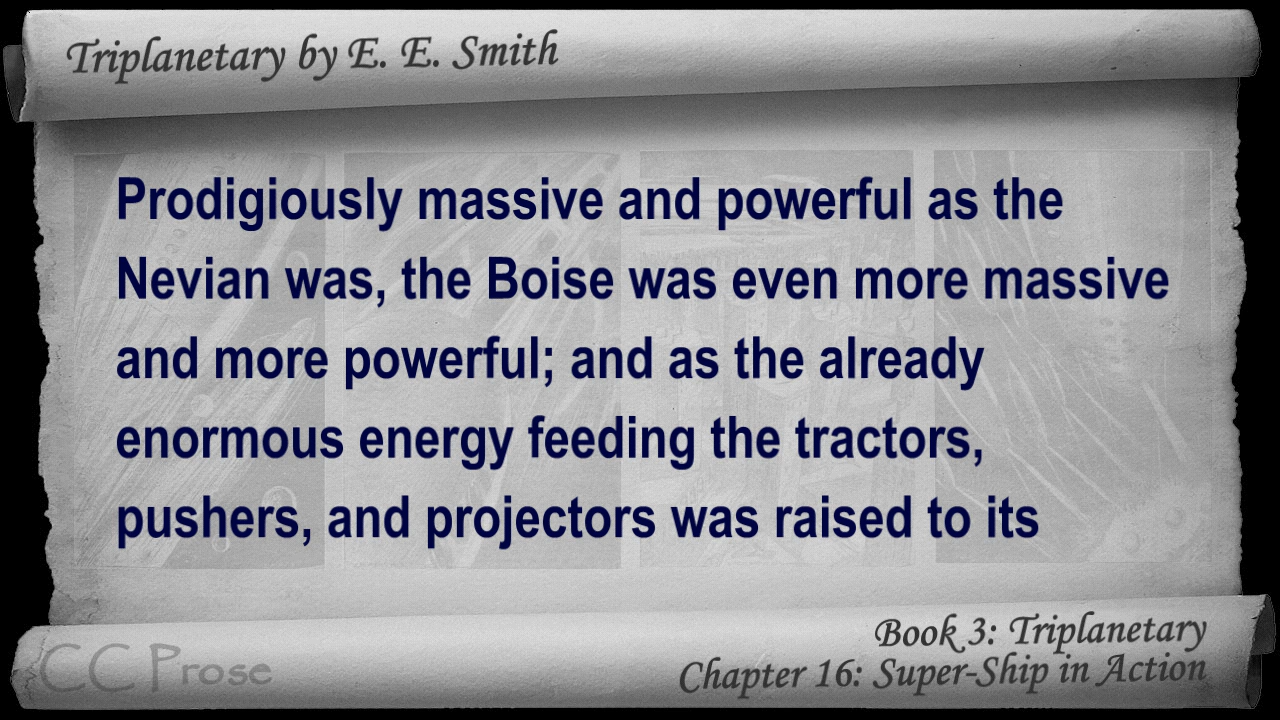 Triplanetary by E. E. Smith
Prodigiously massive and powerful as the
Nevian was, the Boise was even more massive
and more powerful; and as the already
enormous energy feeding the tractors,
pushers, and projectors was raised to its
Book 3: Triplanetary
Chapter 16: Super-Ship in Action
CC Prose